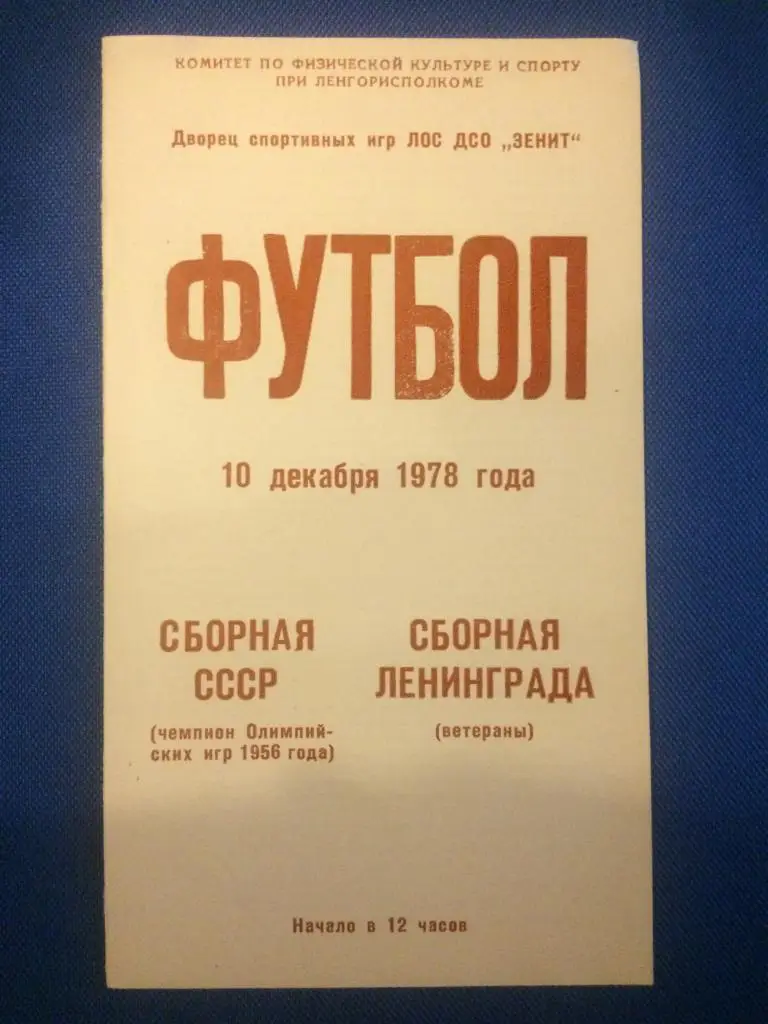 КОМИТЕТ ПО ФИЗИЧЕСКОЙ КУЛЬТУРЕ И СПОРТУ
ПРИ ЛЕНГОРИСПОЛКОМЕ
Дворец спортивных игр ЛОС ДСО „ЗЕНИТ“
ФУТБОЛ
10 декабря 1978 года
СБОРНАЯ
СССР
(чемпион Олимпий-
ских игр 1956 года)
СБОРНАЯ
ЛЕНИНГРАДА
(ветераны)
Начало в 12 часов